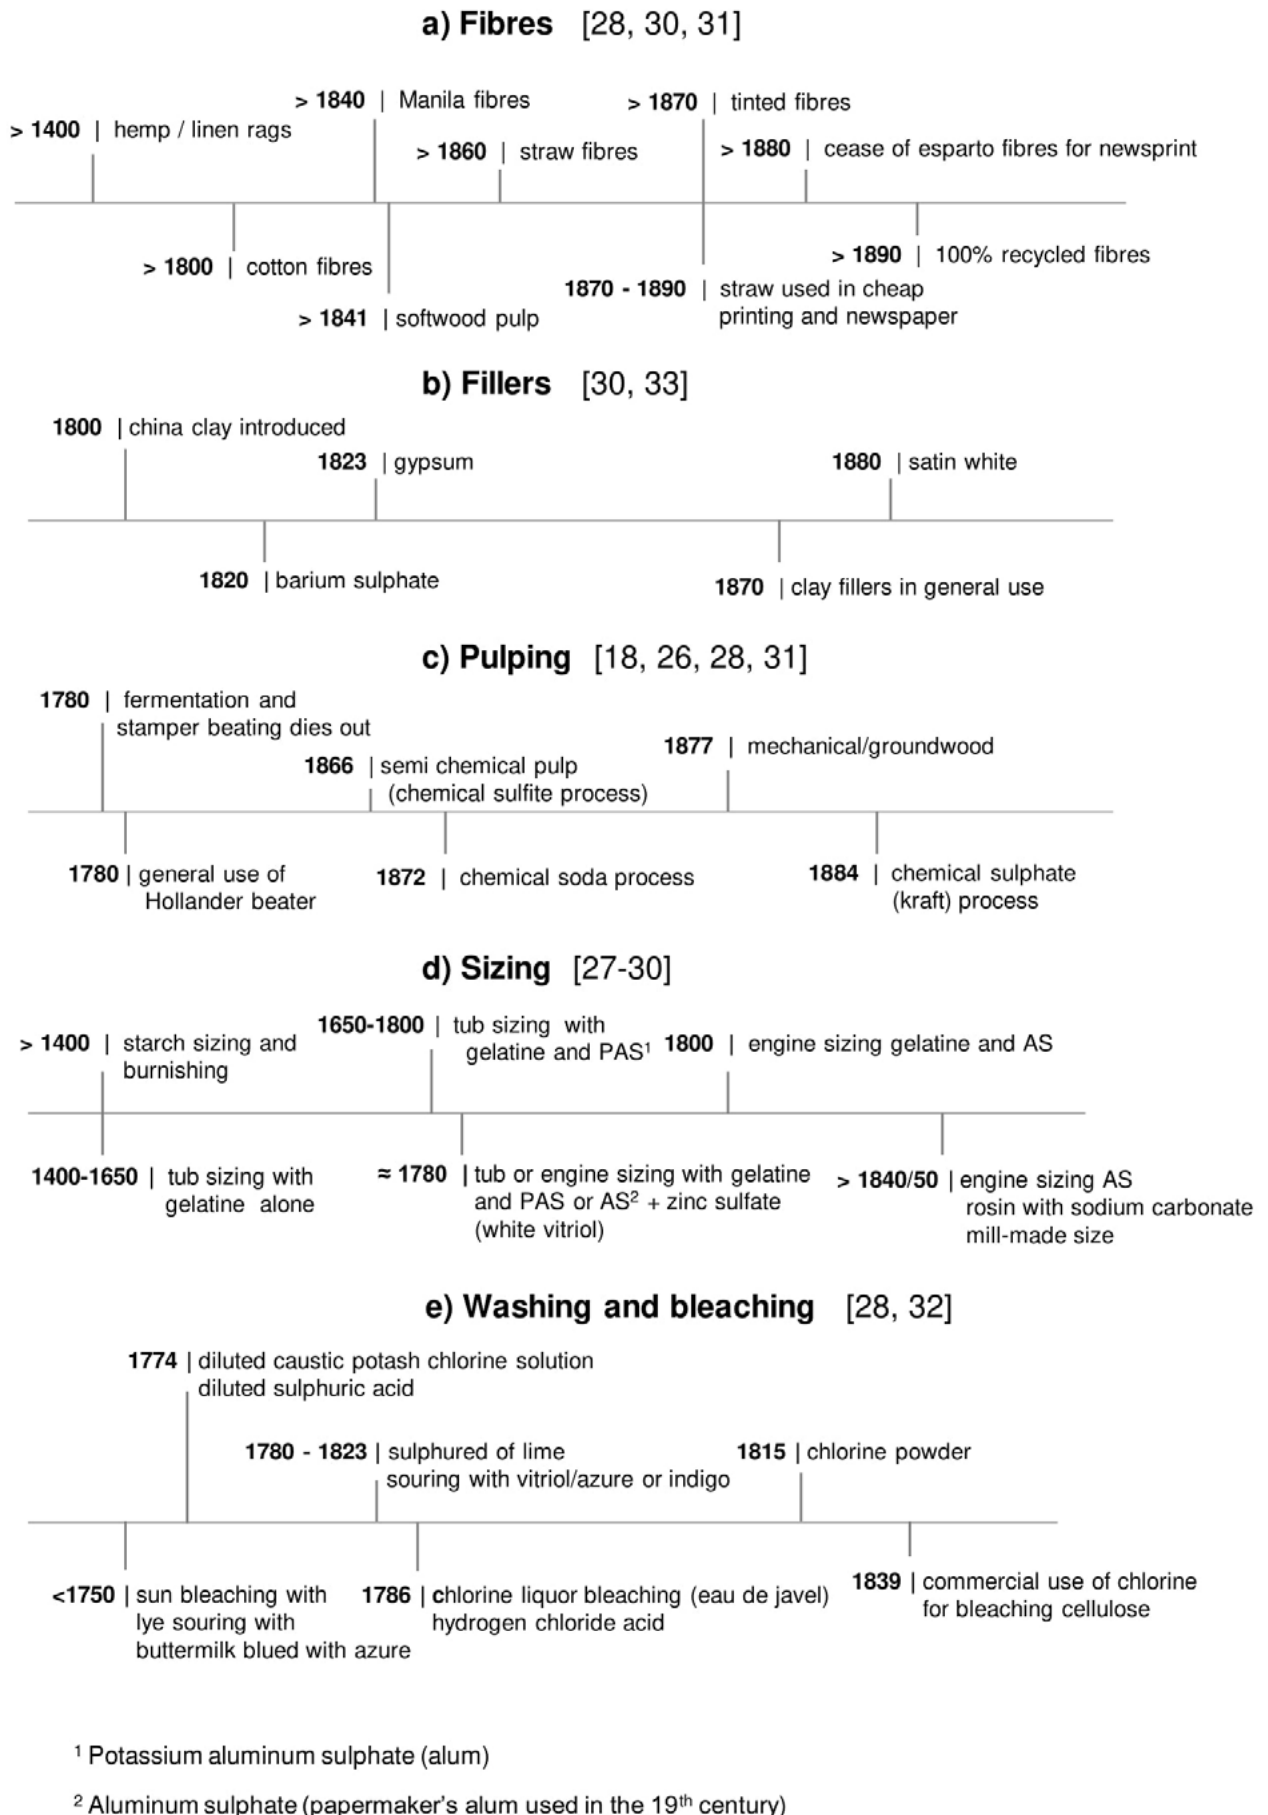 a) Fibres [28, 30, 31]
> 1840 | Manila fibres
> 1870 | tinted fibres
> 1400 | hemp / linen rags
> 1860 | straw fibres
> 1880 | cease of esparto fibres for newsprint
> 1800 | cotton fibres
> 1890 | 100% recycled fibres
1870 - 1890 | straw used in cheap
printing and newspaper
> 1841 | softwood pulp
b) Fillers [30, 33]
1800 | china clay introduced
1823 | gypsum
1880 | satin white
1820 | barium sulphate
1870 | clay fillers in general use
c) Pulping [18, 26, 28, 31]
1780 | fermentation and
stamper beating dies out
1877 | mechanical/groundwood
1866 | semi chemical pulp
(chemical sulfite process)
1780 | general use of
Hollander beater
1872 | chemical soda process
1884 | chemical sulphate
(kraft) process
d) Sizing [27-30]
1650-1800 | tub sizing with
gelatine and PAS¹
> 1400 | starch sizing and
burnishing
1800 | engine sizing gelatine and AS
1400-1650 | tub sizing with
gelatine alone
≈ 1780 | tub or engine sizing with gelatine
and PAS or AS² + zinc sulfate
(white vitriol)
> 1840/50 | engine sizing AS
rosin with sodium carbonate
mill-made size
e) Washing and bleaching [28, 32]
1774 | diluted caustic potash chlorine solution
diluted sulphuric acid
1780 - 1823 | sulphured of lime
souring with vitriol/azure or indigo
1815 | chlorine powder
<1750 | sun bleaching with
lye souring with
buttermilk blued with azure
1786 | chlorine liquor bleaching (eau de javel)
hydrogen chloride acid
1839 | commercial use of chlorine
for bleaching cellulose
¹ Potassium aluminum sulphate (alum)
² Aluminum sulphate (papermaker's alum used in the 19th century)